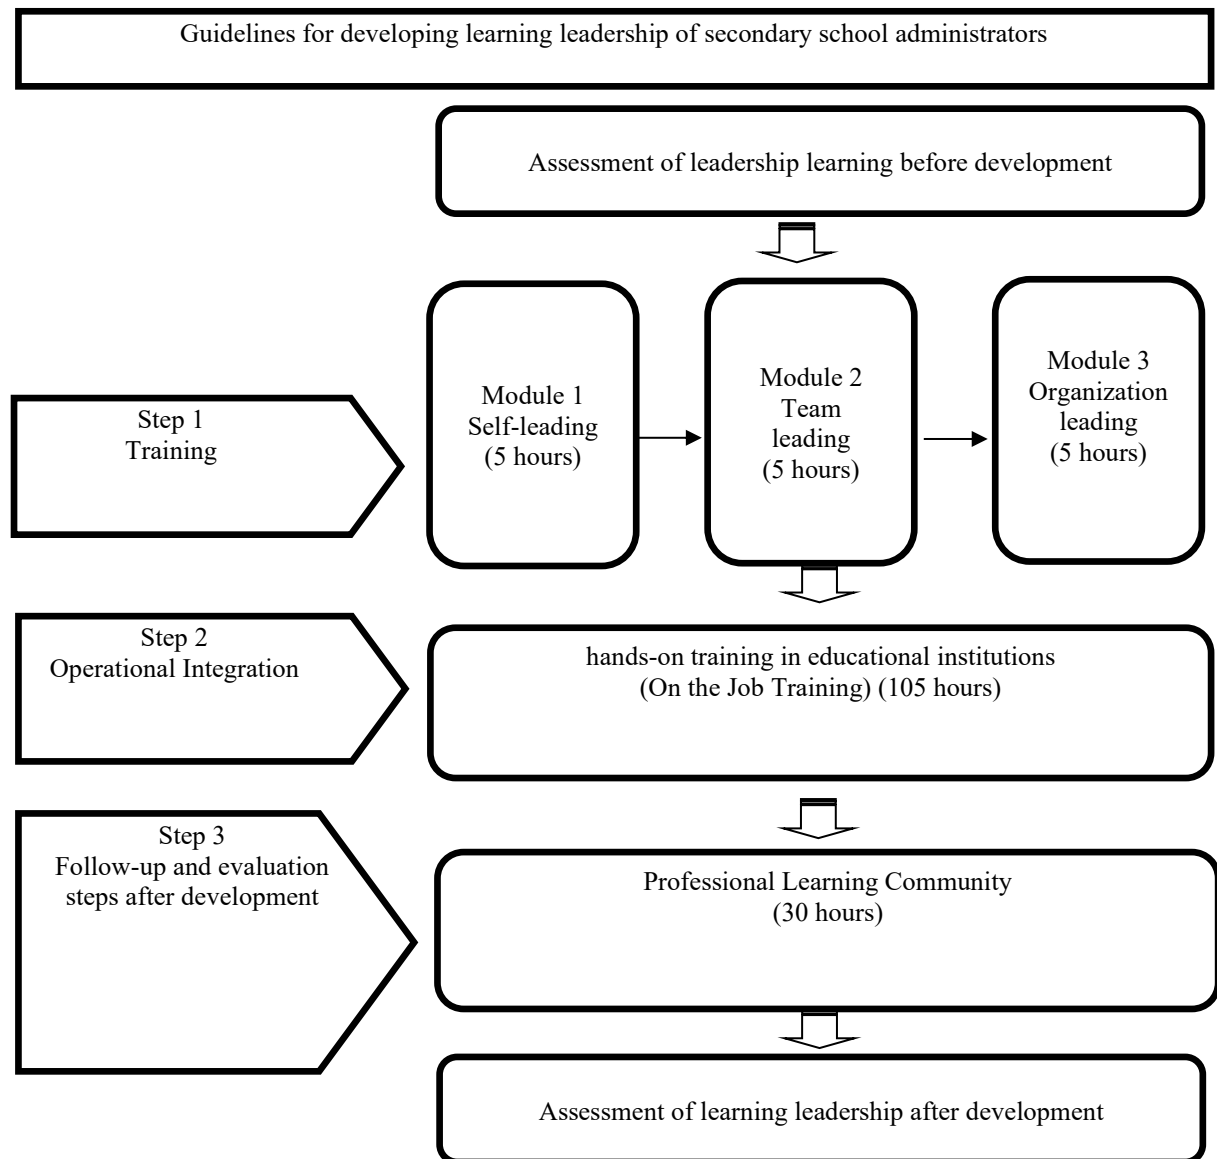 Guidelines for developing learning leadership of secondary school administrators
Assessment of leadership learning before development
Step 1
Training
Module 1
Self-leading
(5 hours)
Module 2
Team
leading
(5 hours)
Module 3
Organization
leading
(5 hours)
Step 2
Operational Integration
hands-on training in educational institutions
(On the Job Training) (105 hours)
Step 3
Follow-up and evaluation
steps after development
Professional Learning Community
(30 hours)
Assessment of learning leadership after development